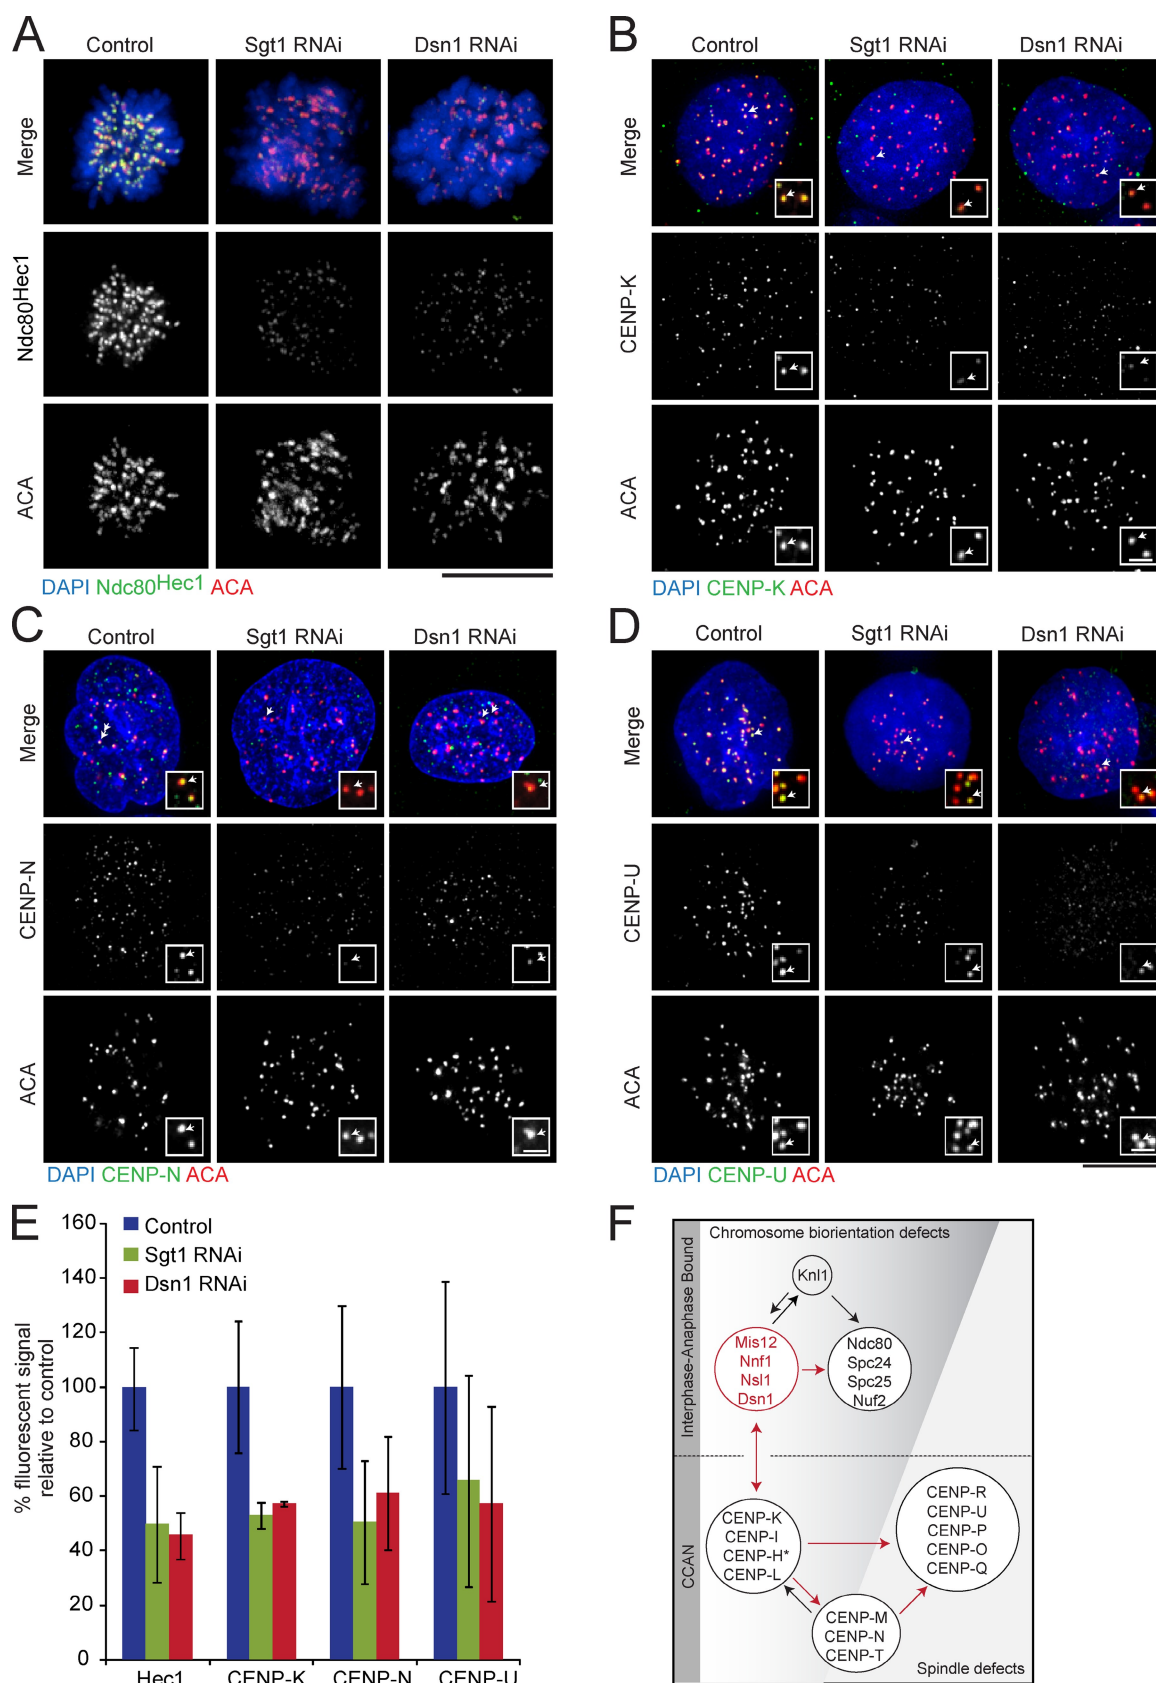 A
Control
Sgt1 RNAi
Dsn1 RNAi
Merge
Ndc80Hec1
ACA
DAPI Ndc80Hec1 ACA
B
Control
Sgt1 RNAi
Dsn1 RNAi
Merge
CENP-K
ACA
DAPI CENP-K ACA
C
Control
Sgt1 RNAi
Dsn1 RNAi
Merge
CENP-N
ACA
DAPI CENP-N ACA
D
Control
Sgt1 RNAi
Dsn1 RNAi
Merge
CENP-U
ACA
DAPI CENP-U ACA
E
% fluorescent signal
relative to control
160
140
120
100
80
60
40
20
0
Control
Sgt1 RNAi
Dsn1 RNAi
Hec1
CENP-K
CENP-N
CENP-U
F
Interphase-Anaphase Bound
CCAN
Chromosome biorientation defects
Knl1
Mis12
Nnf1
Nsl1
Dsn1
Ndc80
Spc24
Spc25
Nuf2
CENP-K
CENP-I
CENP-H*
CENP-L
CENP-R
CENP-U
CENP-P
CENP-O
CENP-Q
CENP-M
CENP-N
CENP-T
Spindle defects